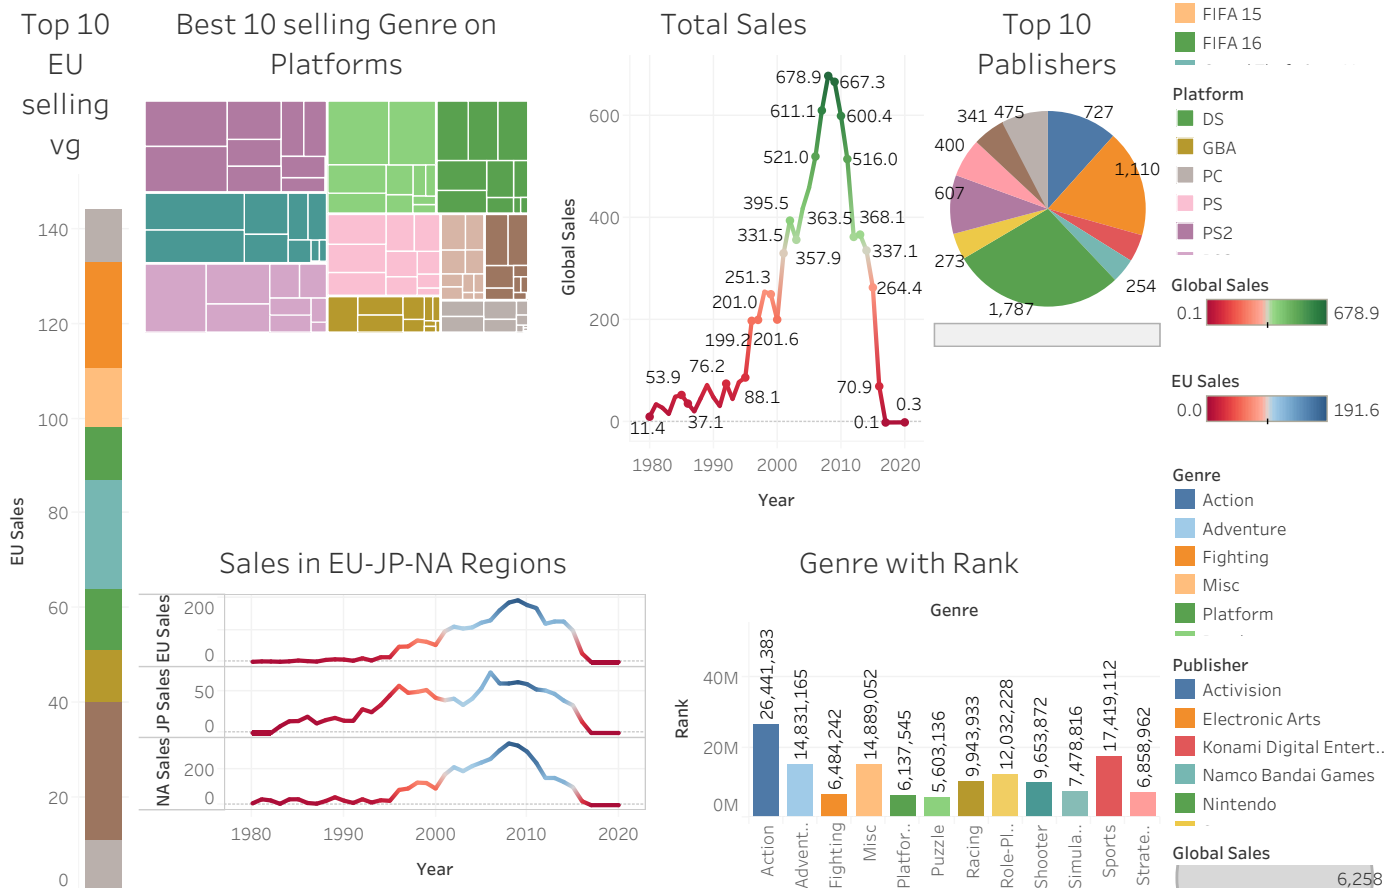 Top 10
EU
selling
vg
EU Sales
140
120
100
80
60
40
20
0
Best 10 selling Genre on
Platforms
Total Sales
Global Sales
600
400
200
0
678.9
667.3
611.1
600.4
521.0
516.0
395.5
363.5
368.1
331.5
357.9
337.1
251.3
264.4
201.0
199.2
201.6
53.9
76.2
88.1
70.9
0.3
11.4
37.1
0.1
1980
1990
2000
2010
2020
Year
Top 10
Pablishers
341
475
727
400
1,110
607
273
254
1,787
FIFA 15
FIFA 16
Platform
DS
GBA
PC
PS
PS2
Global Sales
0.1
678.9
EU Sales
0.0
191.6
Genre
Action
Adventure
Fighting
Misc
Platform
Publisher
Activision
Electronic Arts
Konami Digital Entert..
Namco Bandai Games
Nintendo
Global Sales
6,258
Sales in EU-JP-NA Regions
EU Sales
200
0
JP Sales
50
0
NA Sales
200
0
1980
1990
2000
2010
2020
Year
Genre with Rank
Genre
Rank
40M
20M
0M
26,441,383
14,831,165
6,484,242
14,889,052
6,137,545
5,603,136
9,943,933
12,032,228
9,653,872
7,478,816
17,419,112
6,858,962
Action
Advent..
Fighting
Misc
Platfor..
Puzzle
Racing
Role-Pl..
Shooter
Simula..
Sports
Strate..